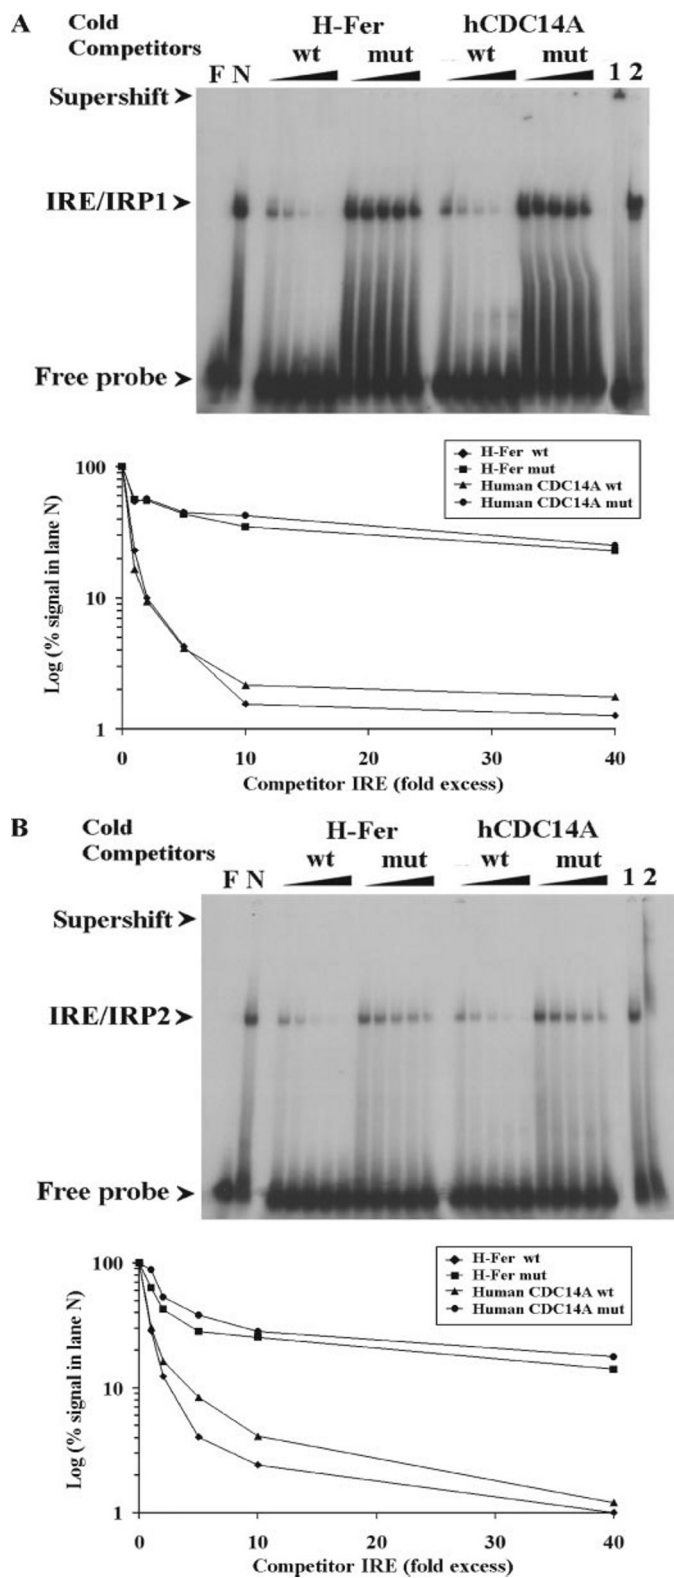 A Cold Competitors H-Fer hCDC14A
wt mut wt mut
F N 1 2
Supershift
IRE/IRP1
Free probe
H-Fer wt
H-Fer mut
Human CDC14A wt
Human CDC14A mut
Log (% signal in lane N)
100
10
1
0 10 20 30 40
Competitor IRE (fold excess)
B Cold Competitors H-Fer hCDC14A
wt mut wt mut
F N 1 2
Supershift
IRE/IRP2
Free probe
H-Fer wt
H-Fer mut
Human CDC14A wt
Human CDC14A mut
Log (% signal in lane N)
100
10
1
0 10 20 30 40
Competitor IRE (fold excess)